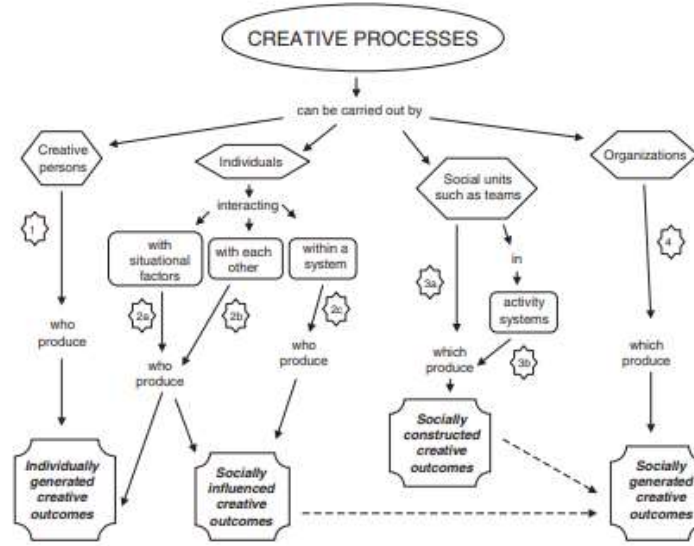 CREATIVE PROCESSES
can be carried out by
Creative
persons
Individuals
Social units
such as teams
Organizations
interacting
1
with
situational
factors
with each
other
within a
system
3a
in
4
2a
2b
2c
activity
systems
who
produce
who
produce
who
produce
which
produce
3b
which
produce
Individually
generated
creative
outcomes
Socially
influenced
creative
outcomes
Socially
constructed
creative
outcomes
Socially
generated
creative
outcomes